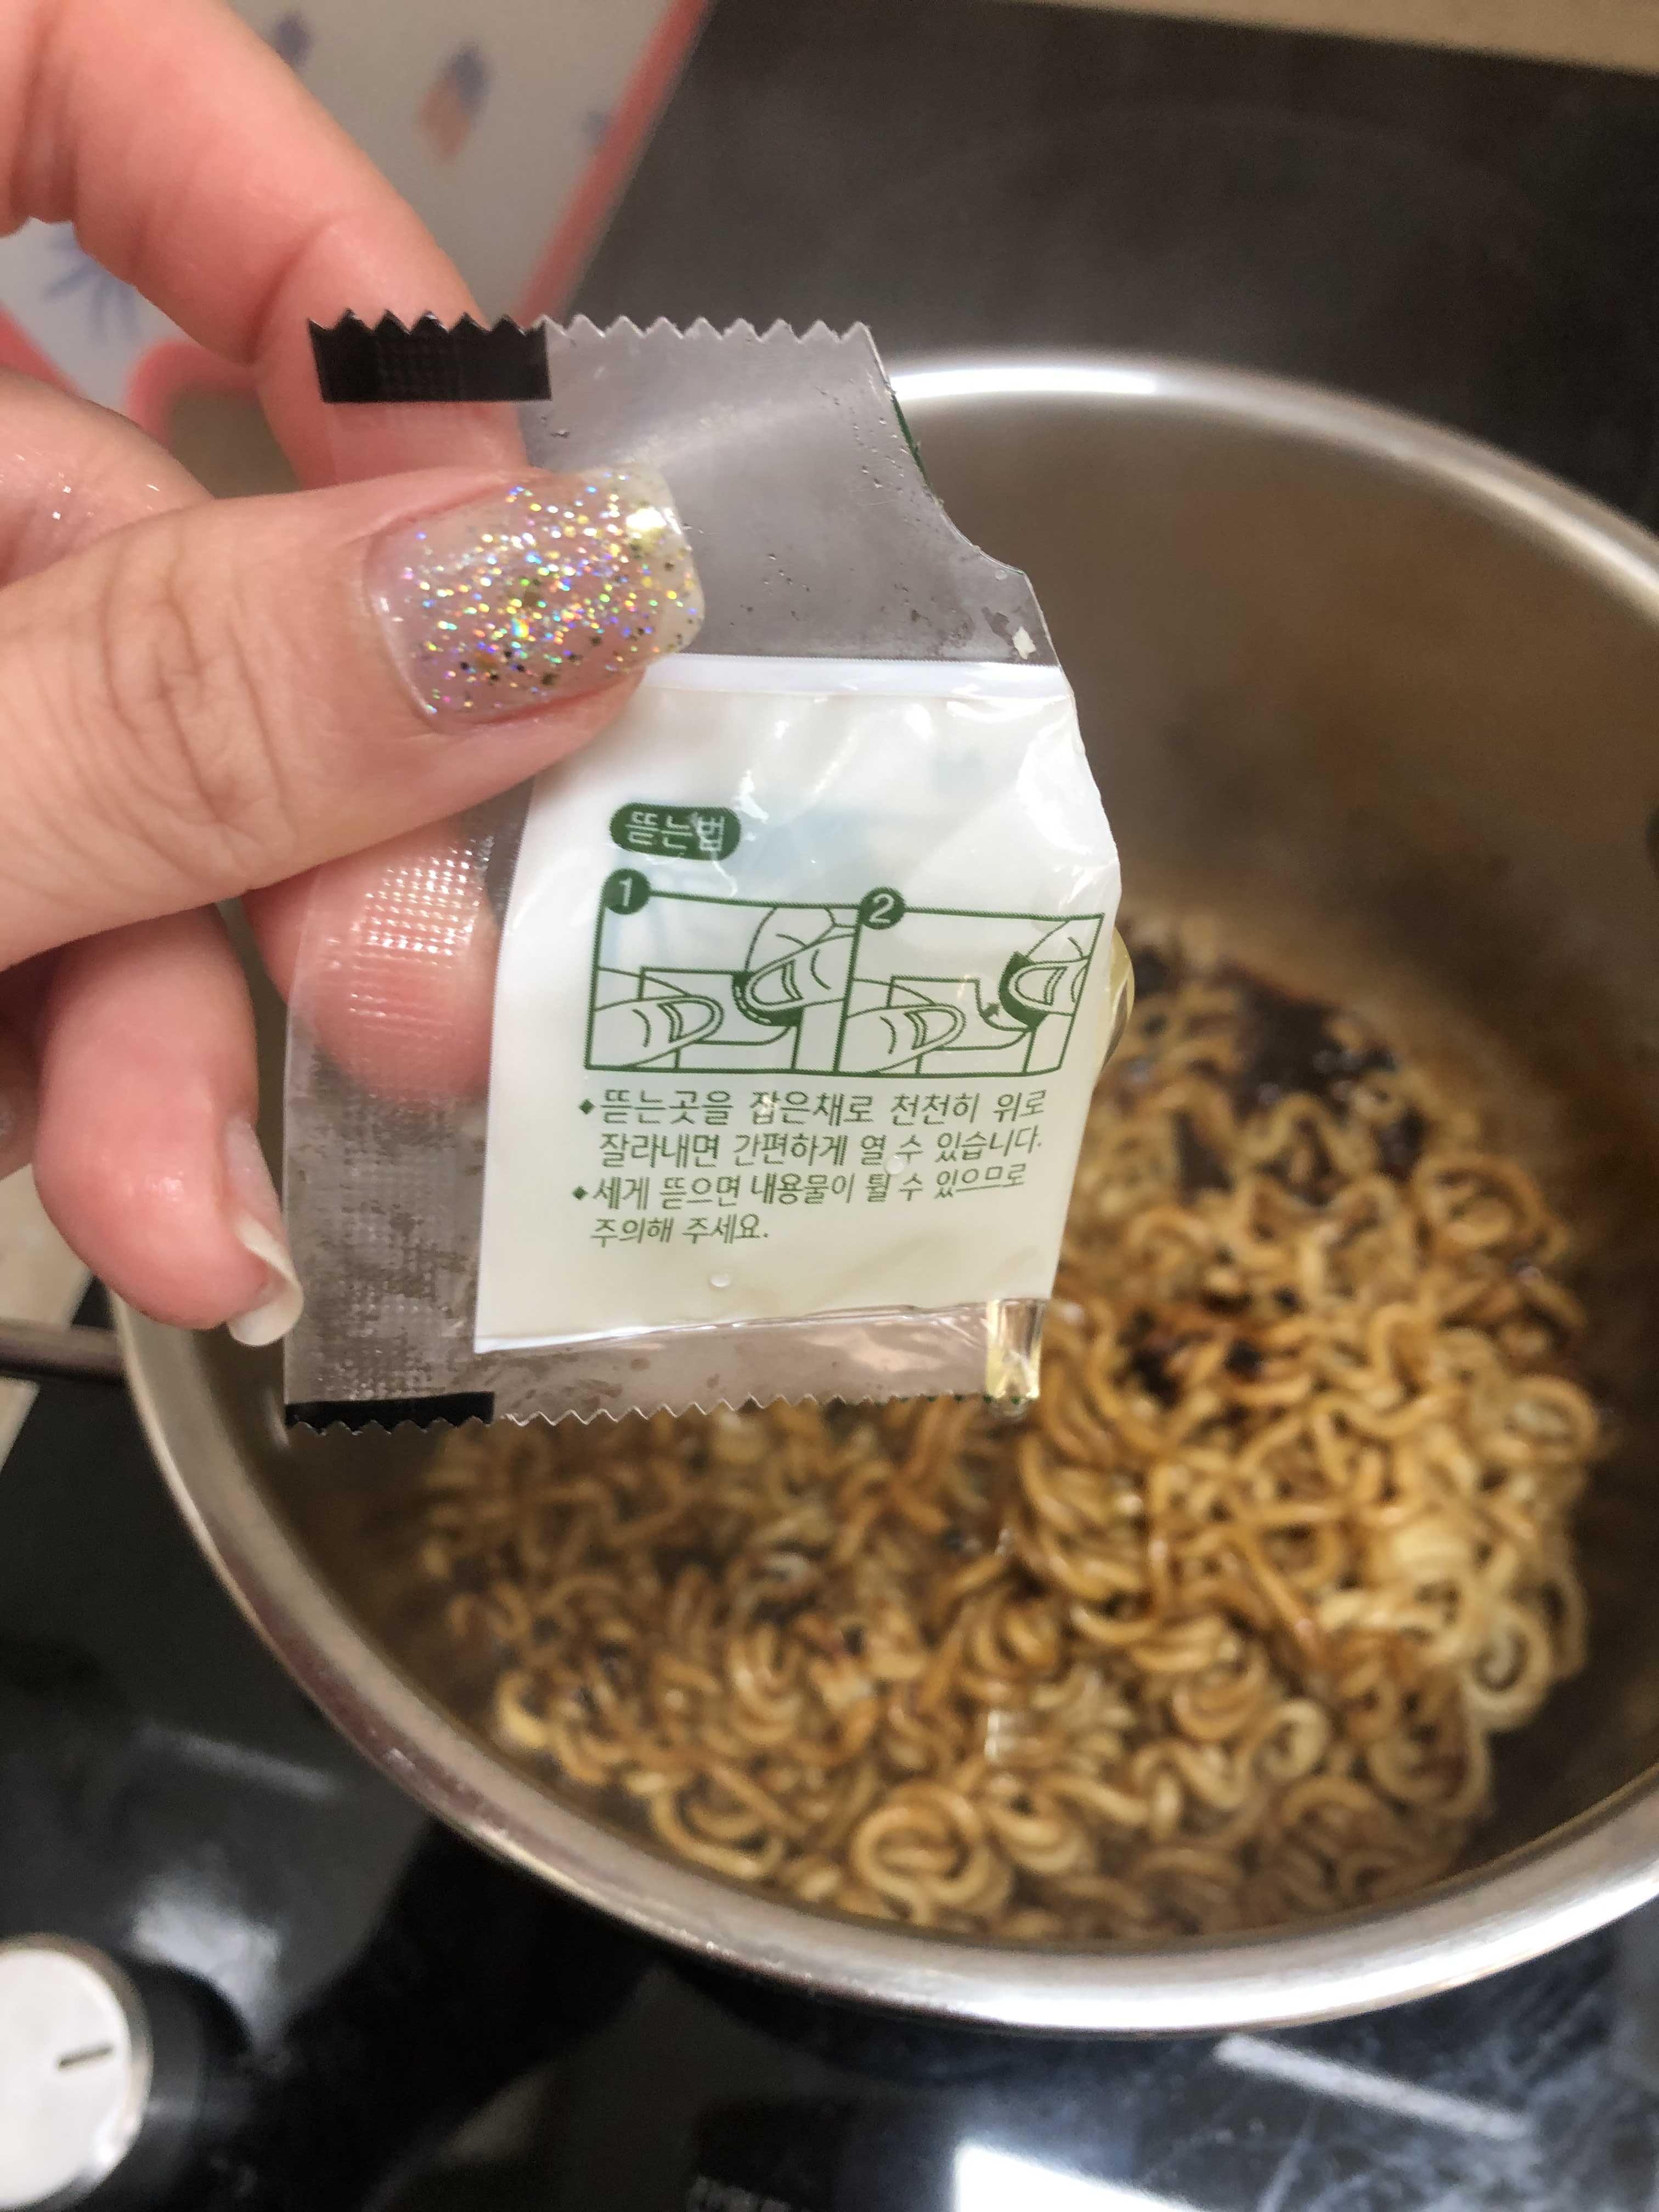 뜯는법
1
2
◆뜯는곳을 잡은채로 천천히 위로
잘라내면 간편하게 열 수 있습니다.
◆세게 뜯으면 내용물이 튈 수 있으므로
주의해 주세요.